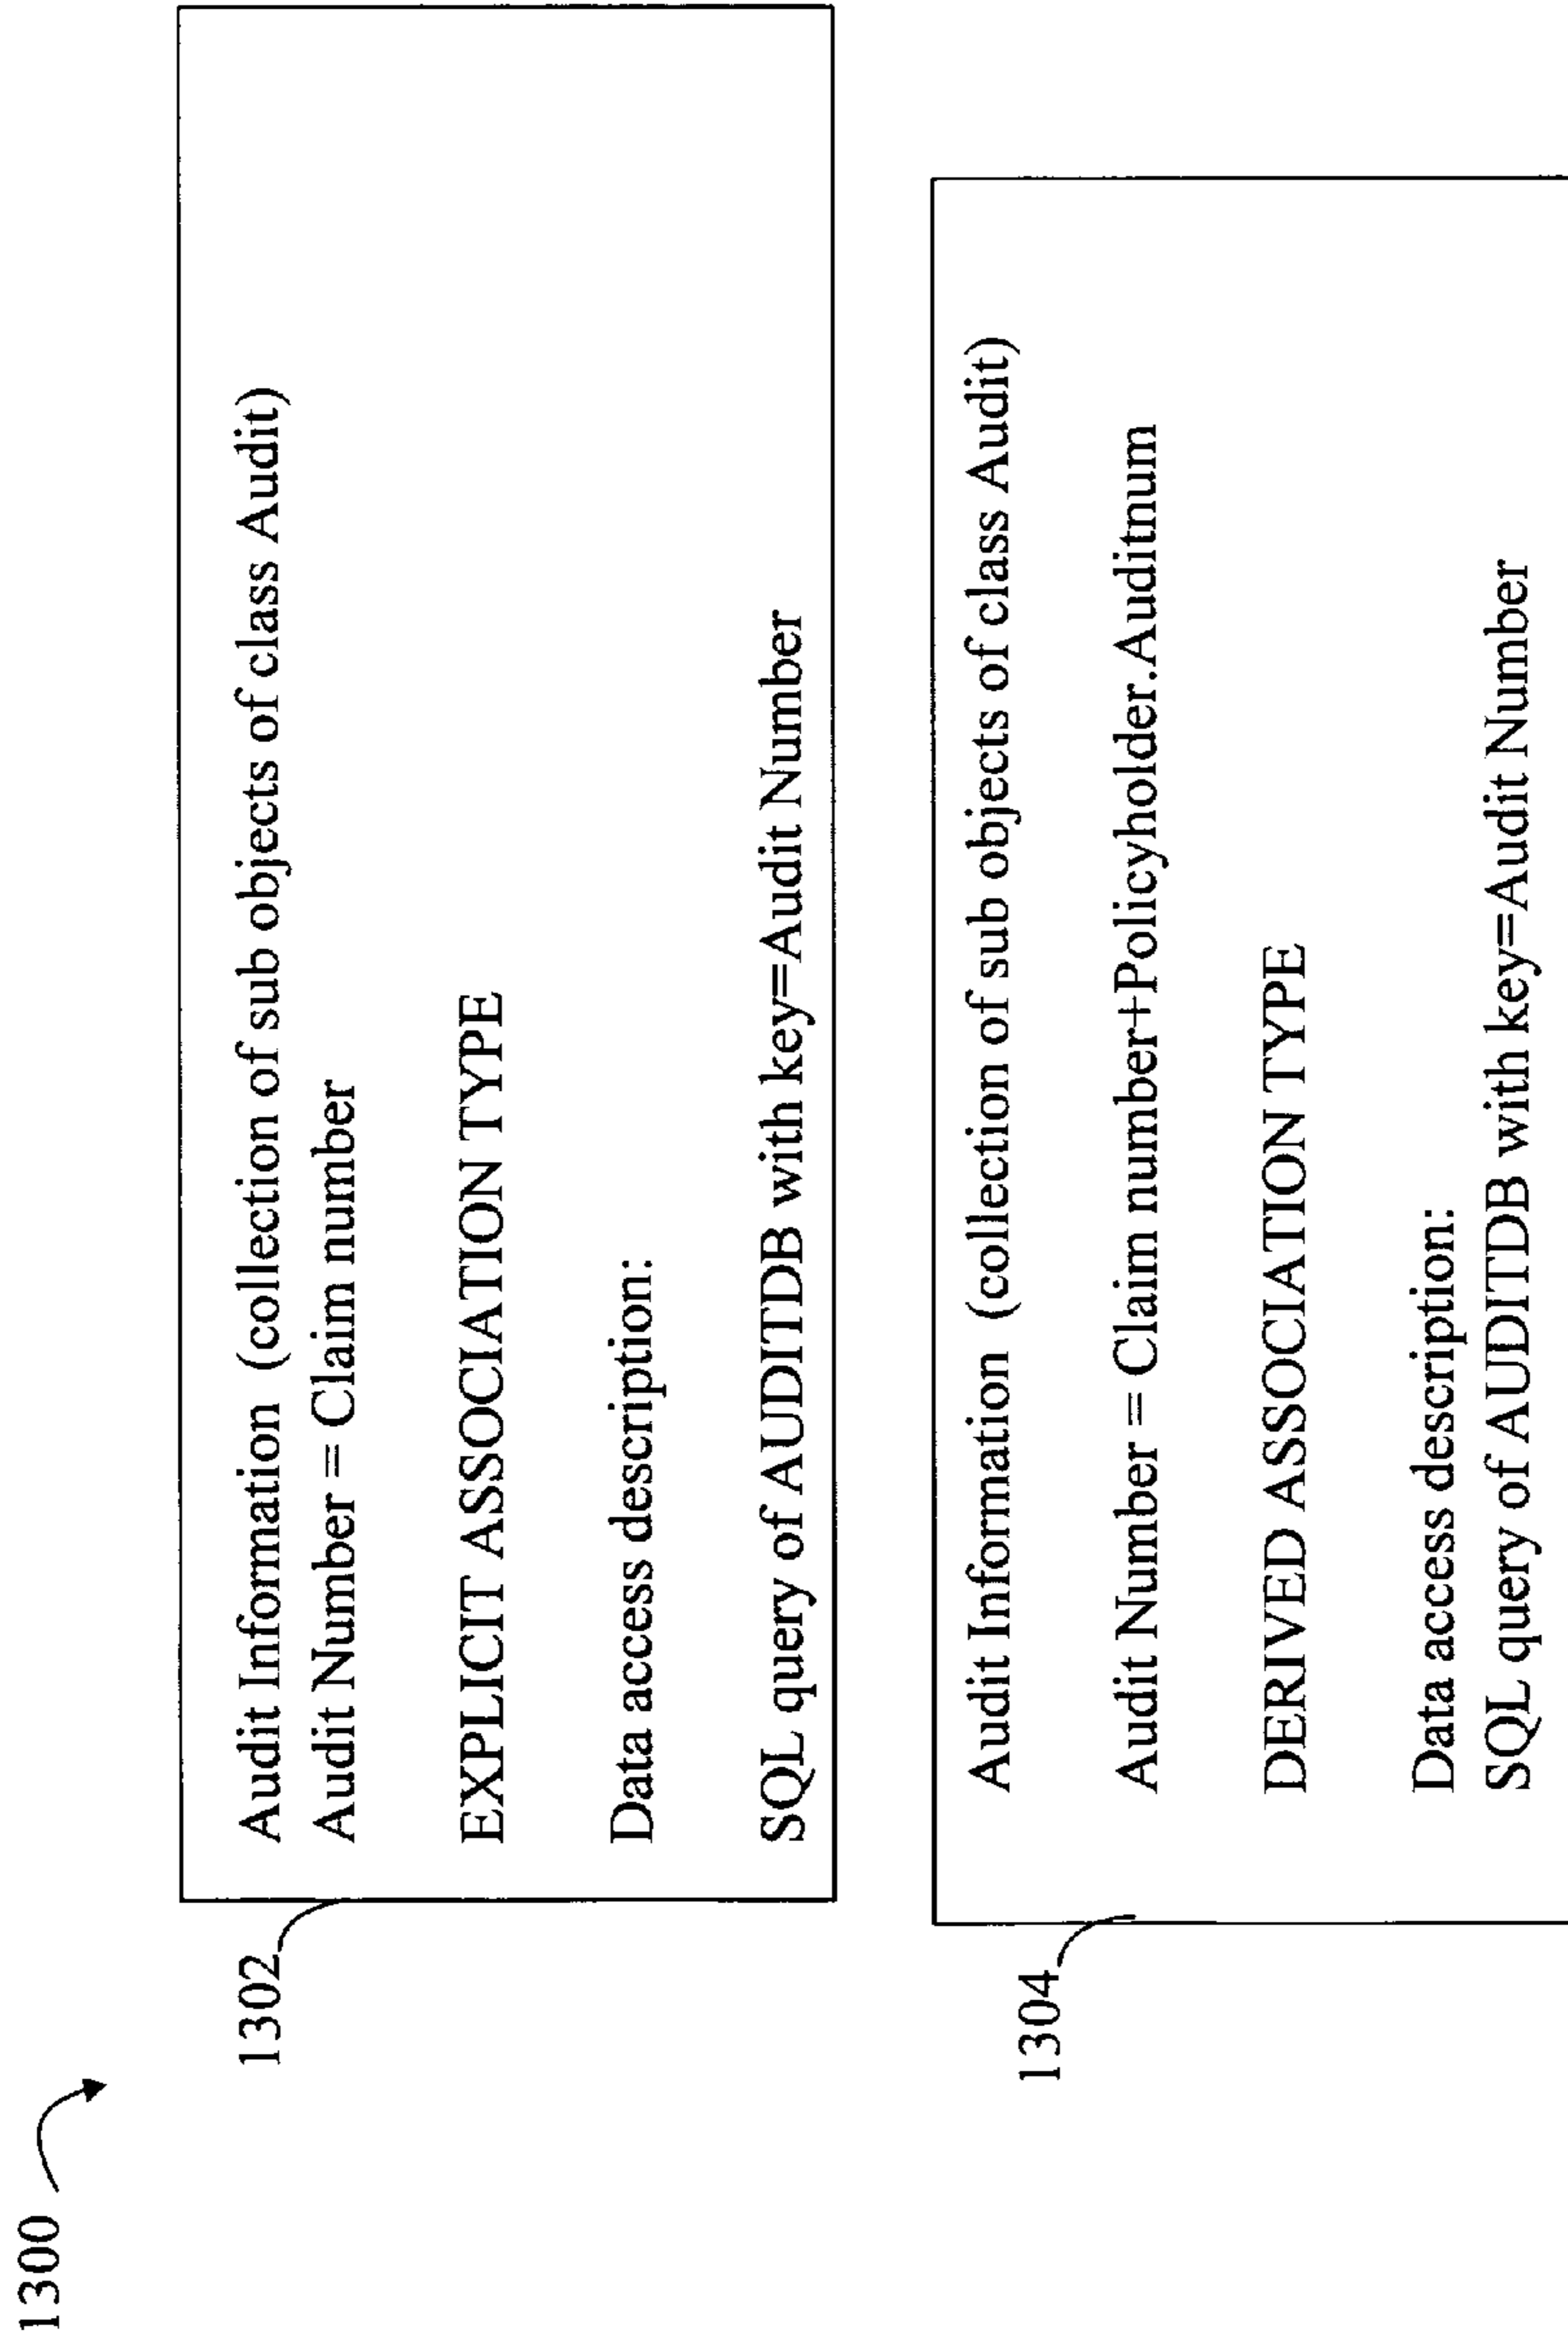 1300
1302
Audit Information (collection of sub objects of class Audit)
Audit Number = Claim number
EXPLICIT ASSOCIATION TYPE
Data access description:
SQL query of AUDITDB with key=Audit Number
1304
Audit Information (collection of sub objects of class Audit)
Audit Number = Claim number+Policyholder.Auditnum
DERIVED ASSOCIATION TYPE
Data access description:
SQL query of AUDITDB with key=Audit Number